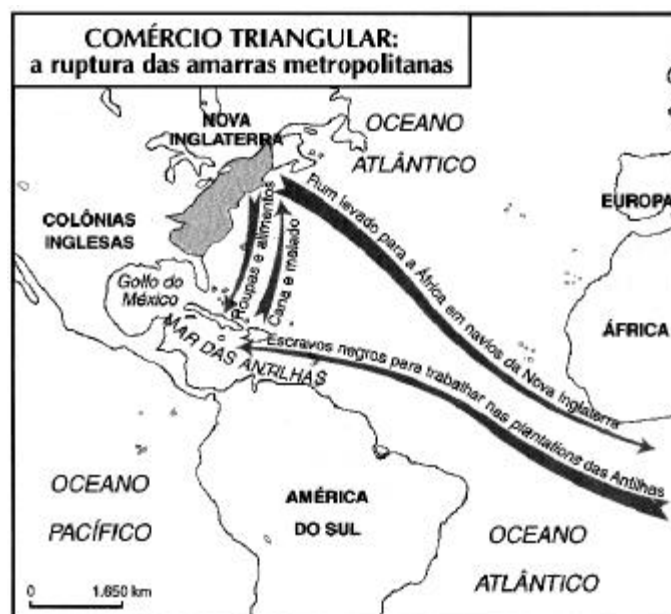 COMÉRCIO TRIANGULAR:
a ruptura das amarras metropolitanas
NOVA
INGLATERRA
OCEANO
ATLÂNTICO
COLÔNIAS
INGLESAS
EUROPA
ÁFRICA
Golfo do
México
Roupas e alimentos
Cana e melado
Rum levado para a África em navios da Nova Inglaterra
MAR DAS ANTILHAS
Escravos negros para trabalhar nas plantations das Antilhas
OCEANO
PACÍFICO
AMÉRICA
DO SUL
OCEANO
ATLÂNTICO
0 1.650 km